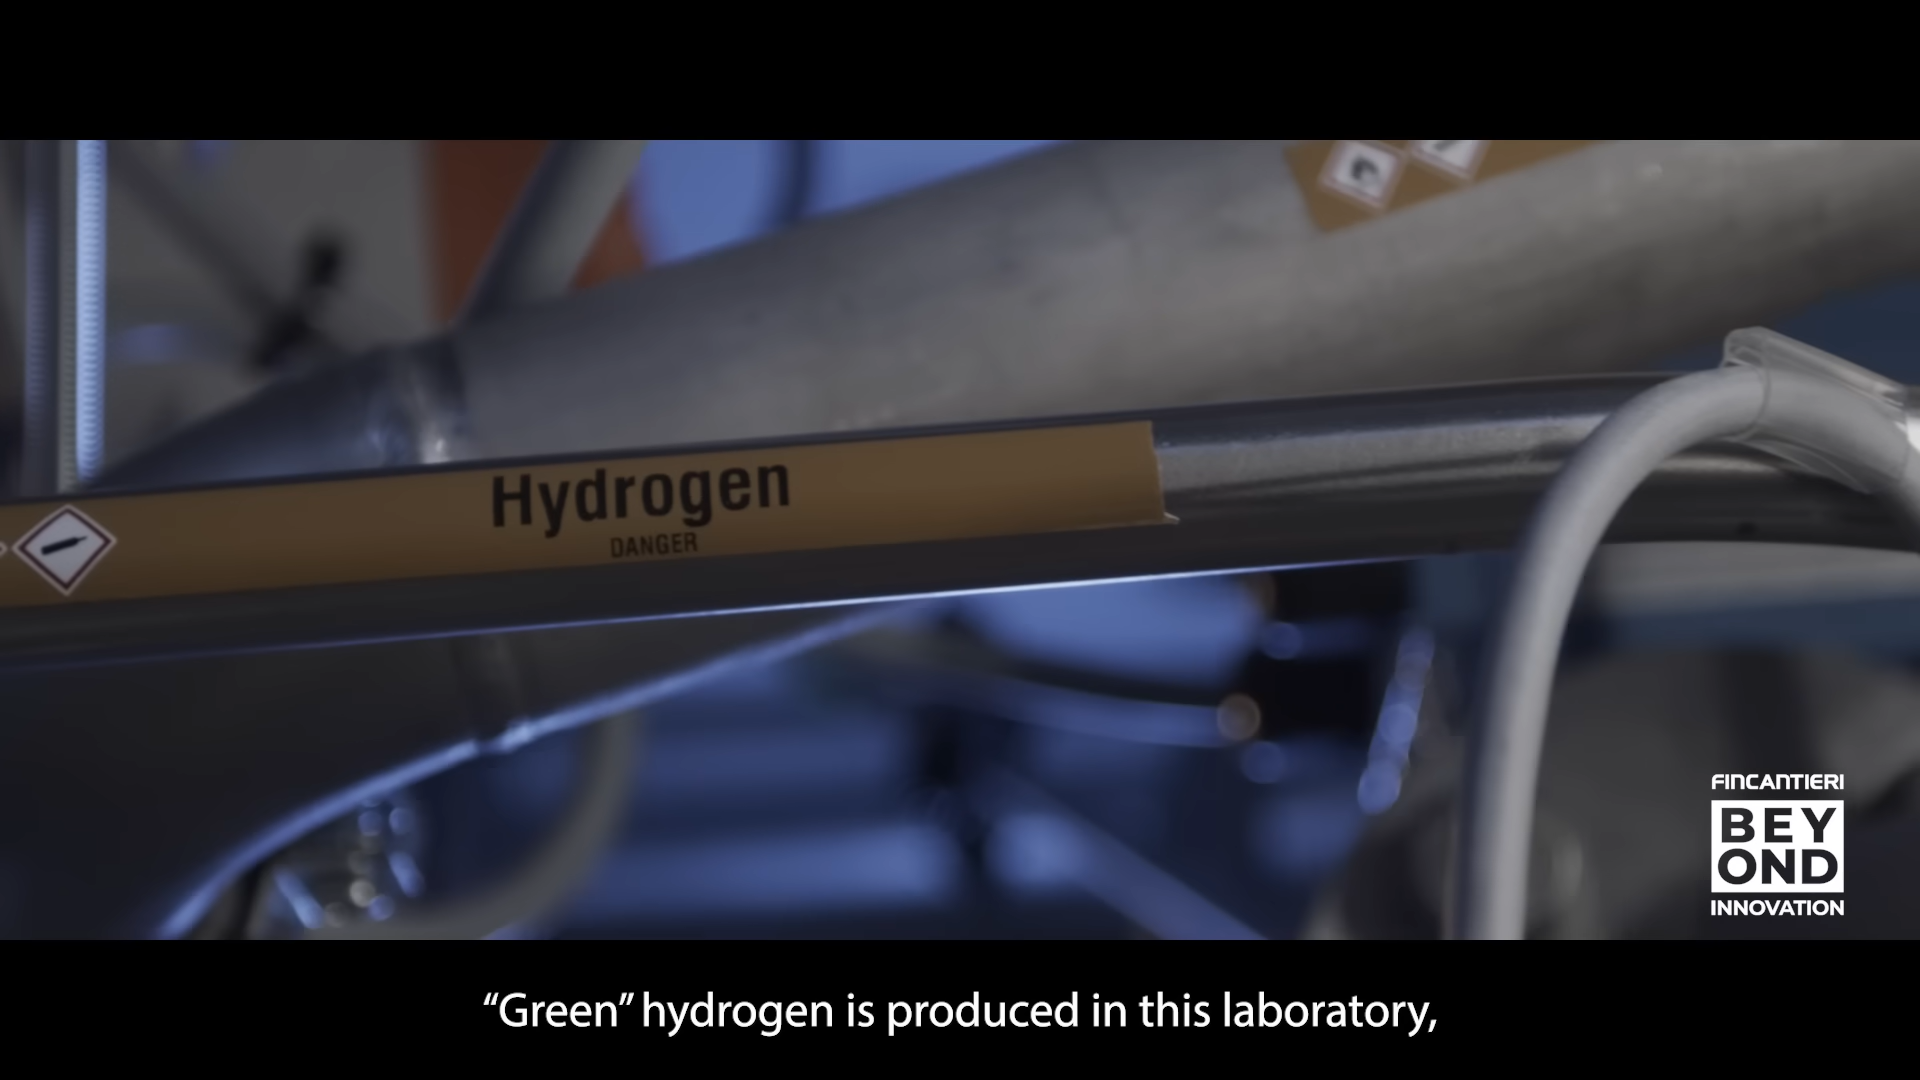 Hydrogen
DANGER
FINCANTIERI
BEY
OND
INNOVATION
“Green” hydrogen is produced in this laboratory,